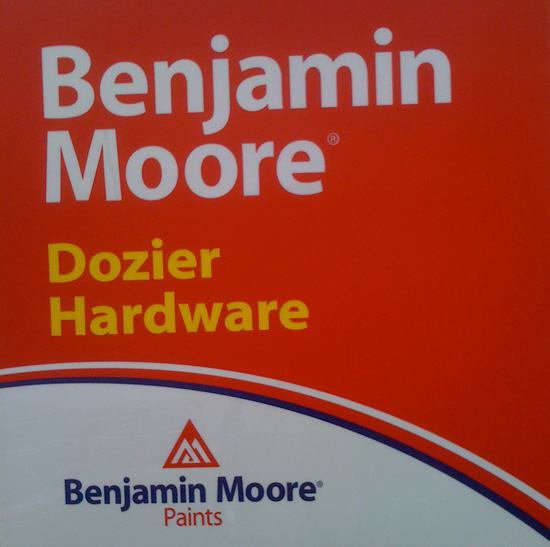 Benjamin
Moore®
Dozier
Hardware
Benjamin Moore®
Paints